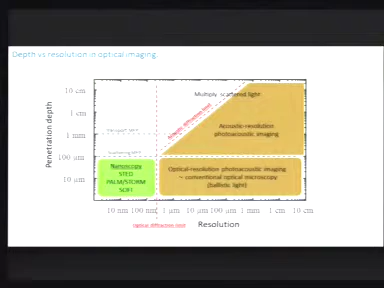 Depth vs resolution in optical imaging
Penetration depth
10 cm
1 cm
1 mm
100 μm
10 μm
Multiply scattered light
Acoustic diffraction limit
Acoustic-resolution
photoacoustic imaging
Nanoscopy
STED
PALM/STORM
SOFI
Optical-resolution photoacoustic imaging
~ conventional optical microscopy
(ballistic light)
10 nm 100 nm 1 μm 10 μm 100 μm 1 mm 1 cm 10 cm
Optical diffraction limit
Resolution